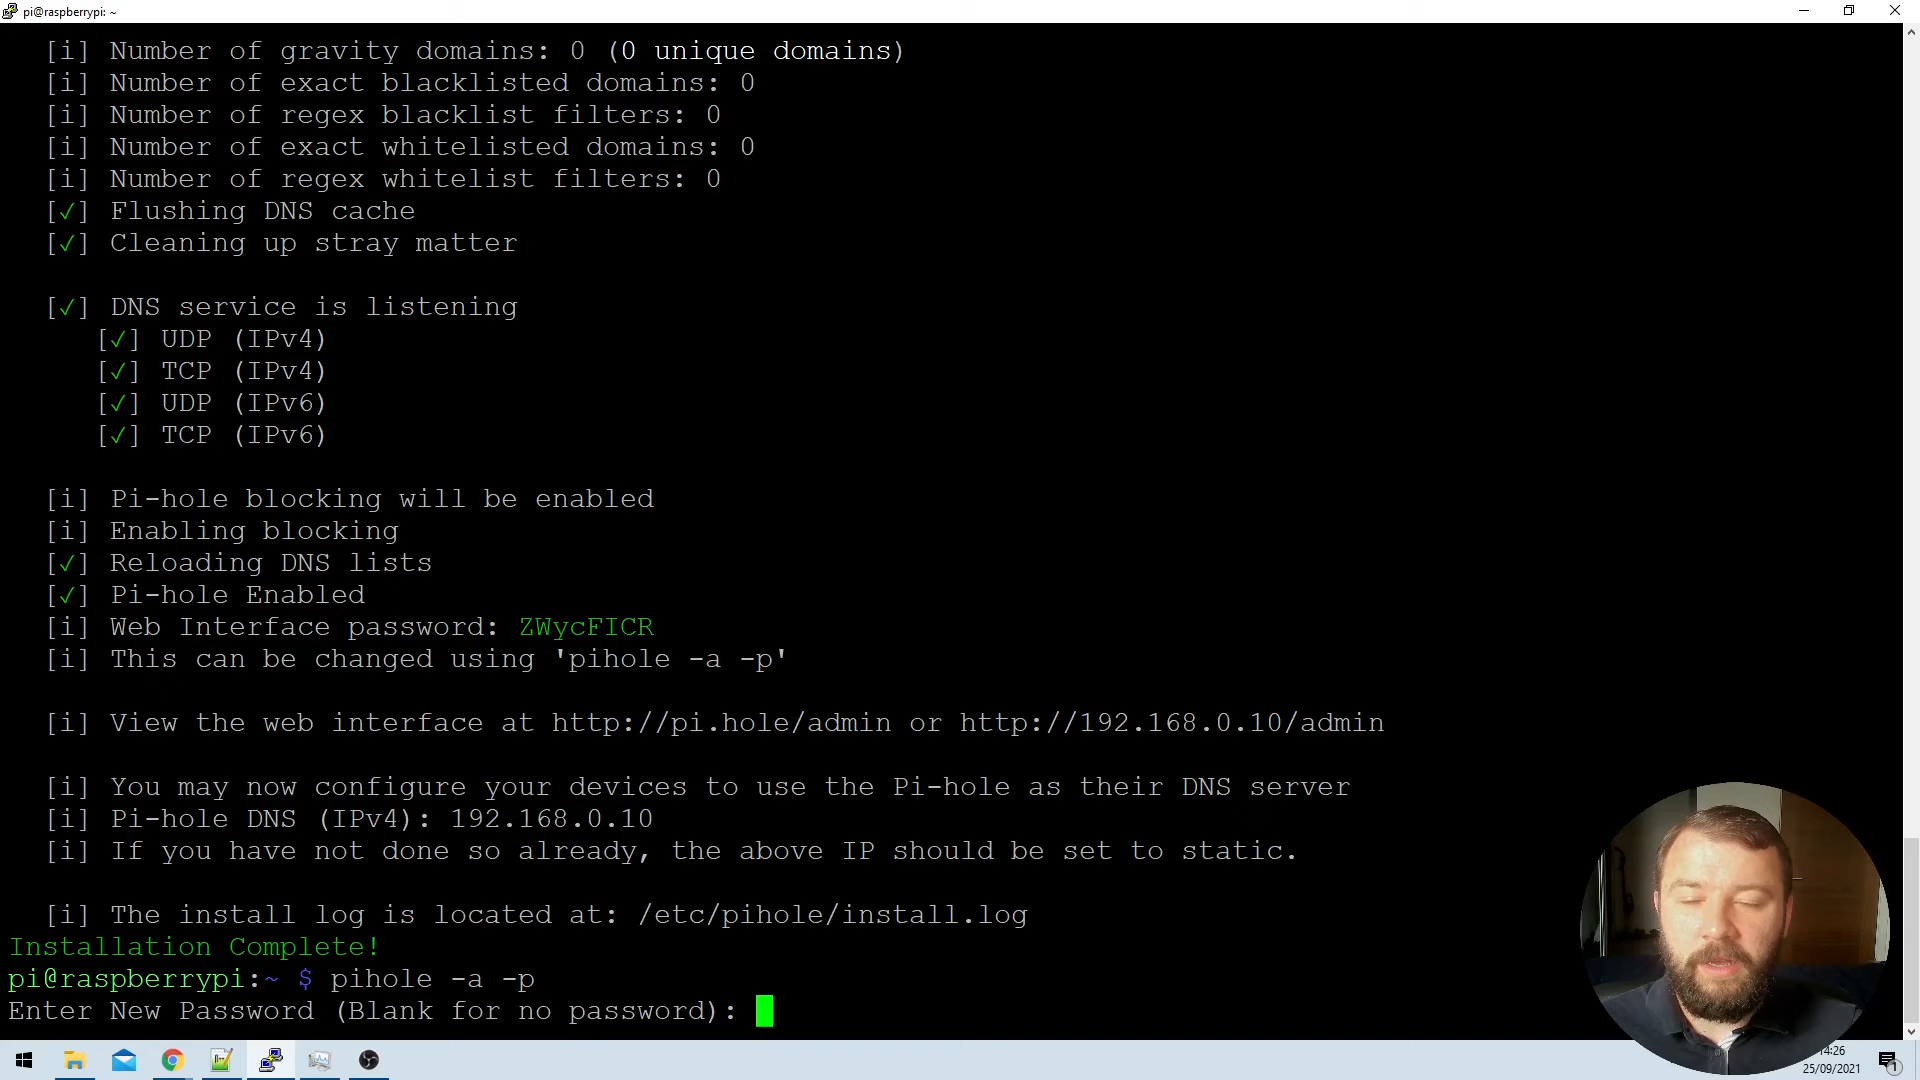 pi@raspberrypi: ~
[i] Number of gravity domains: 0 (0 unique domains)
[i] Number of exact blacklisted domains: 0
[i] Number of regex blacklist filters: 0
[i] Number of exact whitelisted domains: 0
[i] Number of regex whitelist filters: 0
[✓] Flushing DNS cache
[✓] Cleaning up stray matter
[✓] DNS service is listening
[✓] UDP (IPv4)
[✓] TCP (IPv4)
[✓] UDP (IPv6)
[✓] TCP (IPv6)
[i] Pi-hole blocking will be enabled
[i] Enabling blocking
[✓] Reloading DNS lists
[✓] Pi-hole Enabled
[i] Web Interface password: ZWycFICR
[i] This can be changed using 'pihole -a -p'
[i] View the web interface at http://pi.hole/admin or http://192.168.0.10/admin
[i] You may now configure your devices to use the Pi-hole as their DNS server
[i] Pi-hole DNS (IPv4): 192.168.0.10
[i] If you have not done so already, the above IP should be set to static.
[i] The install log is located at: /etc/pihole/install.log
Installation Complete!
pi@raspberrypi:~ $ pihole -a -p
Enter New Password (Blank for no password):
14:26
25/09/2021
1